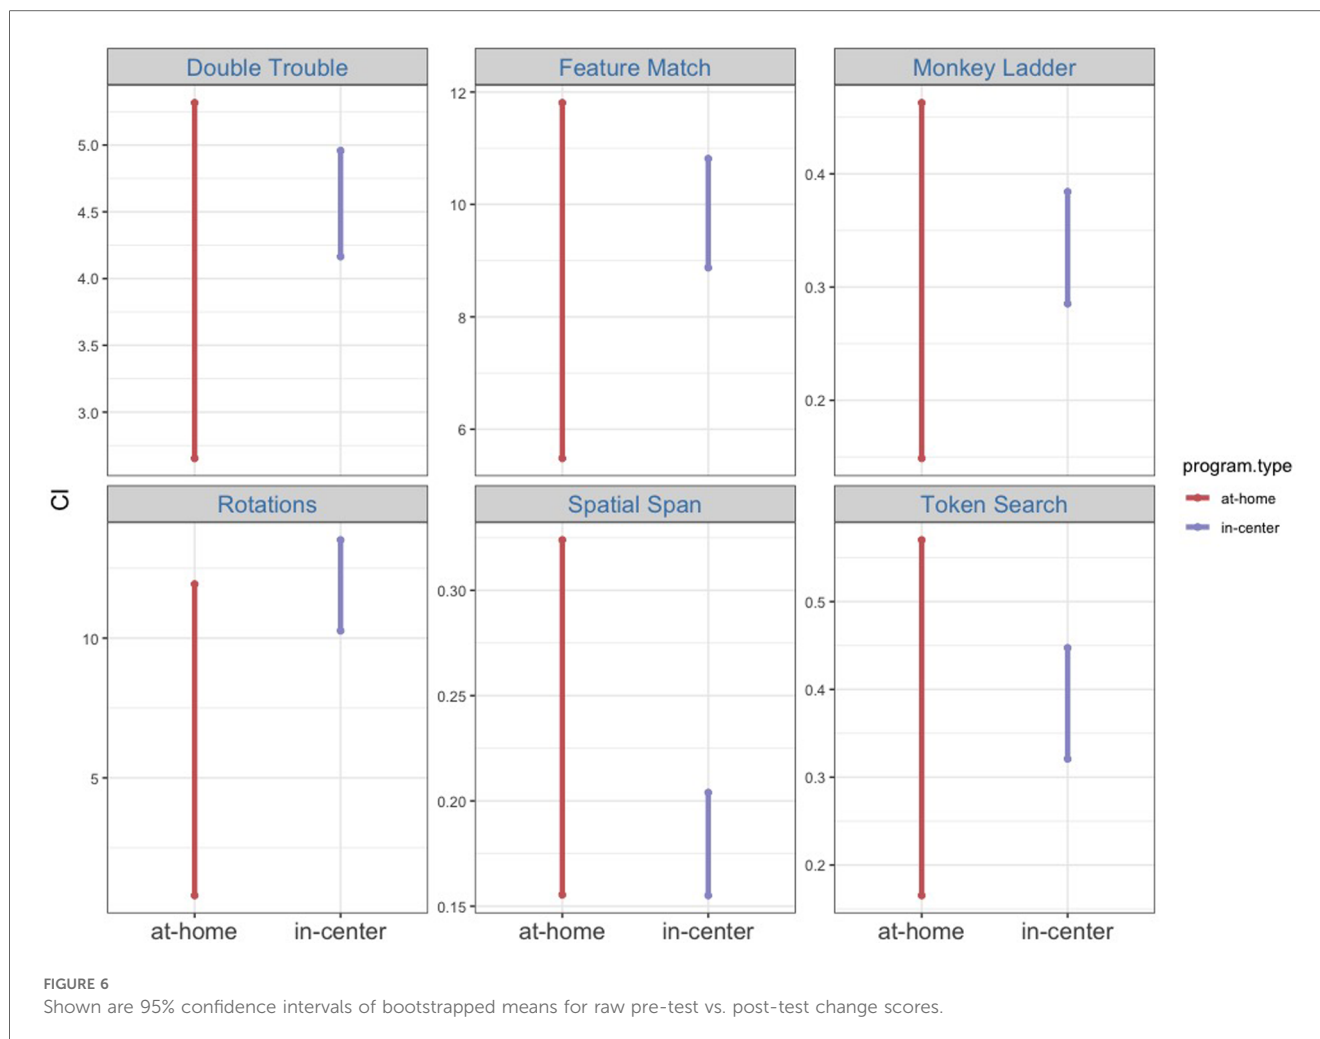 Double Trouble
Feature Match
Monkey Ladder
5.0
4.5
4.0
3.5
3.0
12
10
8
6
0.4
0.3
0.2
CI
Rotations
Spatial Span
Token Search
10
5
0.30
0.25
0.20
0.15
0.5
0.4
0.3
0.2
at-home in-center
at-home in-center
at-home in-center
program.type
at-home
in-center
FIGURE 6
Shown are 95% confidence intervals of bootstrapped means for raw pre-test vs. post-test change scores.